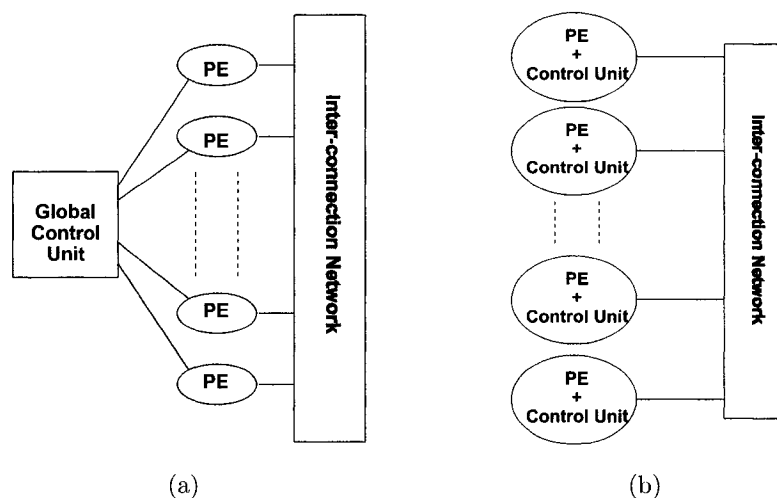 PE
PE
Global
Control
Unit
PE
PE
Inter-connection Network
(a)
PE
+
Control Unit
PE
+
Control Unit
PE
+
Control Unit
PE
+
Control Unit
Inter-connection Network
(b)